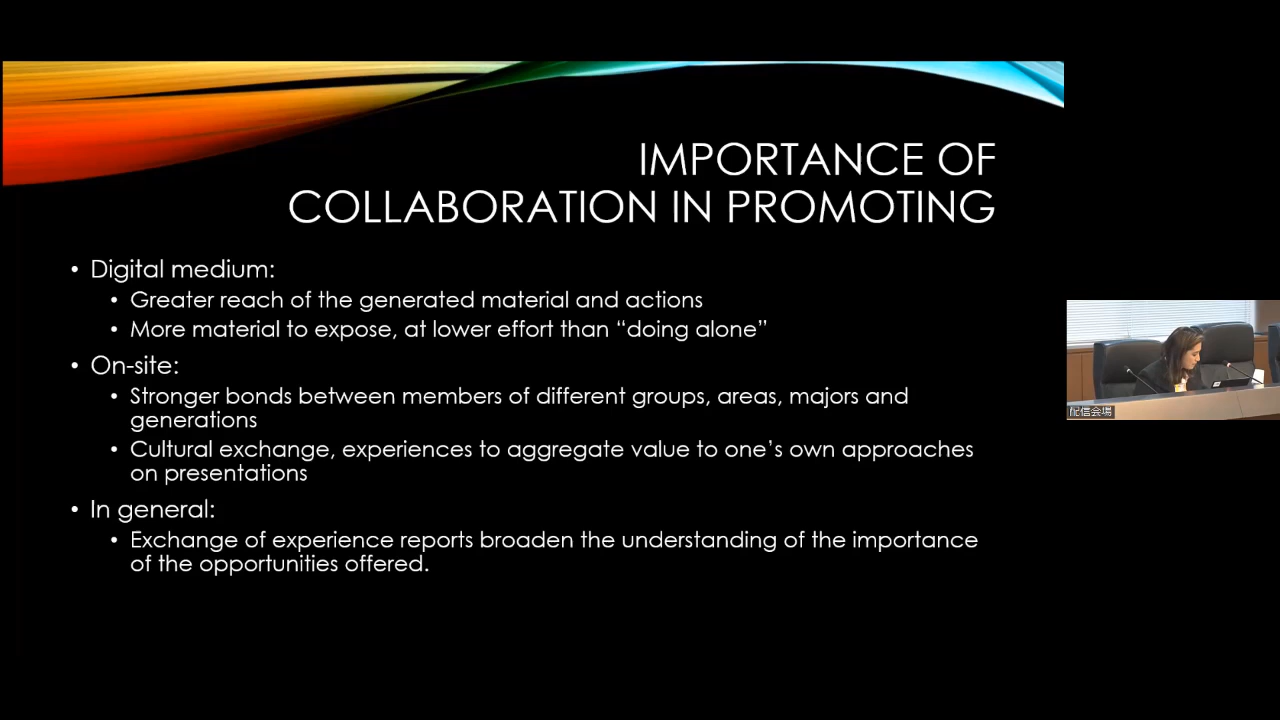 IMPORTANCE OF
COLLABORATION IN PROMOTING
• Digital medium:
• Greater reach of the generated material and actions
• More material to expose, at lower effort than “doing alone”
• On-site:
• Stronger bonds between members of different groups, areas, majors and
generations
• Cultural exchange, experiences to aggregate value to one’s own approaches
on presentations
• In general:
• Exchange of experience reports broaden the understanding of the importance
of the opportunities offered.
配信会場